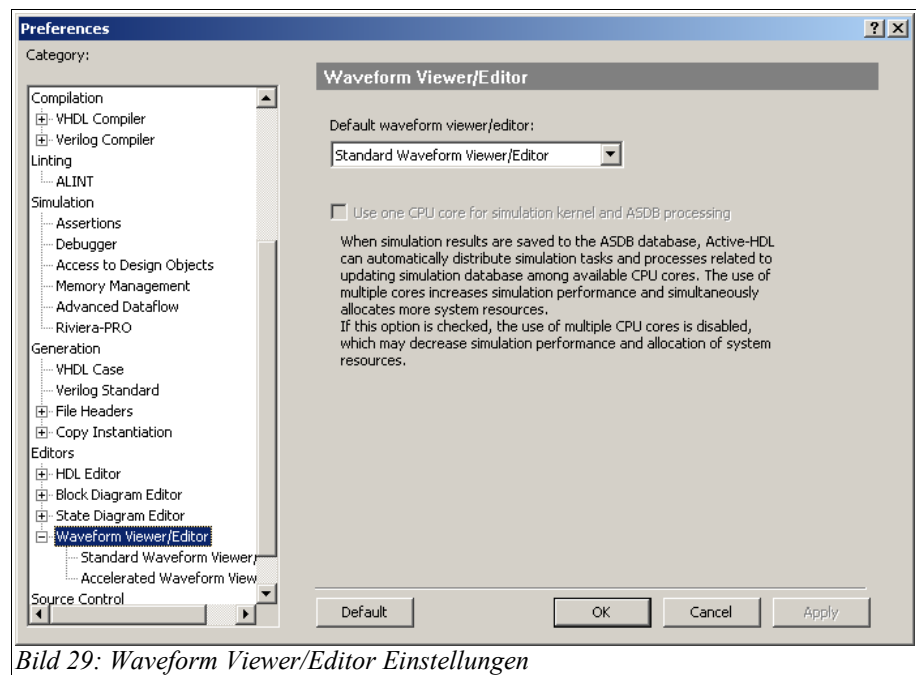 Preferences
Category:
Compilation
VHDL Compiler
Verilog Compiler
Linting
ALINT
Simulation
Assertions
Debugger
Access to Design Objects
Memory Management
Advanced Dataflow
Riviera-PRO
Generation
VHDL Case
Verilog Standard
File Headers
Copy Instantiation
Editors
HDL Editor
Block Diagram Editor
State Diagram Editor
Waveform Viewer/Editor
Standard Waveform Viewer/
Accelerated Waveform View
Source Control
Waveform Viewer/Editor
Default waveform viewer/editor:
Standard Waveform Viewer/Editor
Use one CPU core for simulation kernel and ASDB processing
When simulation results are saved to the ASDB database, Active-HDL
can automatically distribute simulation tasks and processes related to
updating simulation database among available CPU cores. The use of
multiple cores increases simulation performance and simultaneously
allocates more system resources.
If this option is checked, the use of multiple CPU cores is disabled,
which may decrease simulation performance and allocation of system
resources.
Default
OK
Cancel
Apply
Bild 29: Waveform Viewer/Editor Einstellungen